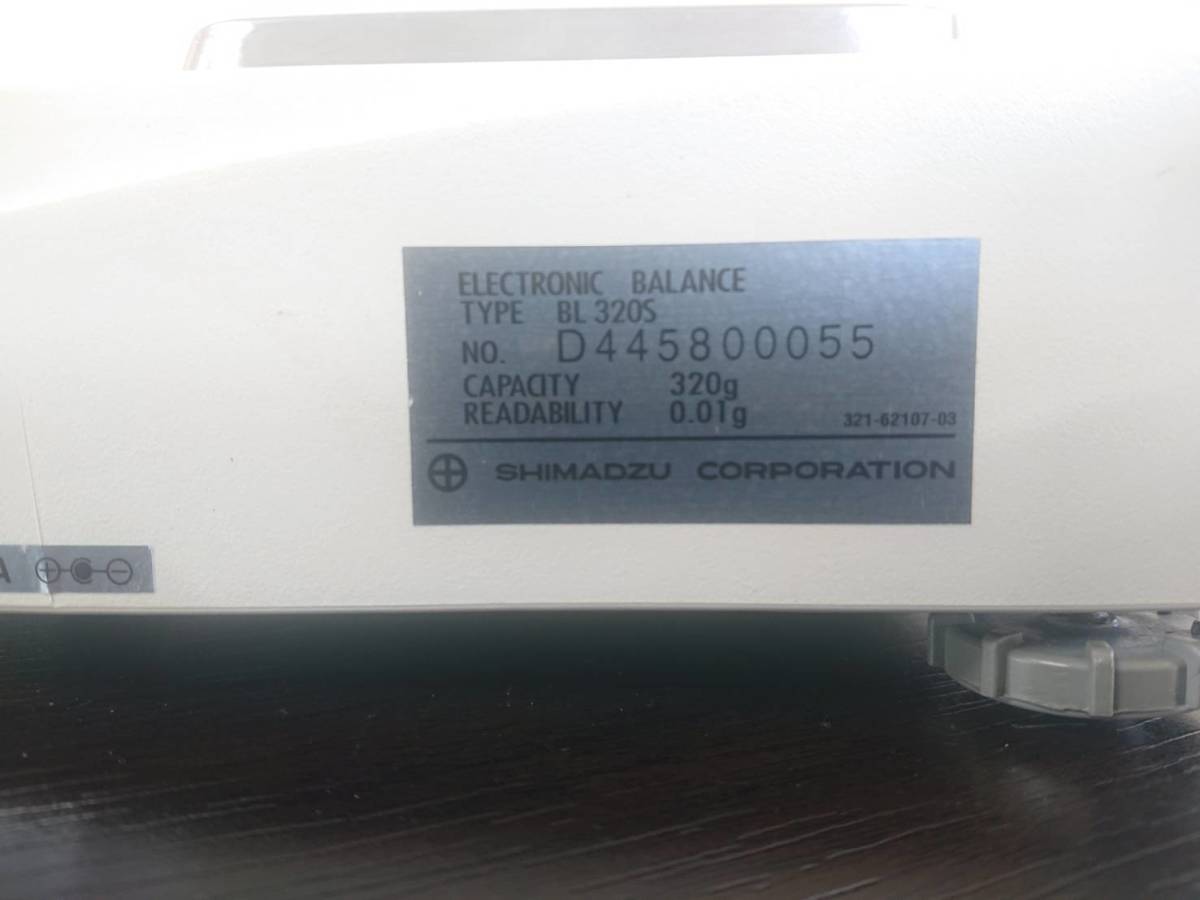 ELECTRONIC BALANCE
TYPE BL 320S
NO. D445800055
CAPACITY 320g
READABILITY 0.01g
321-62107-03
SHIMADZU CORPORATION
A